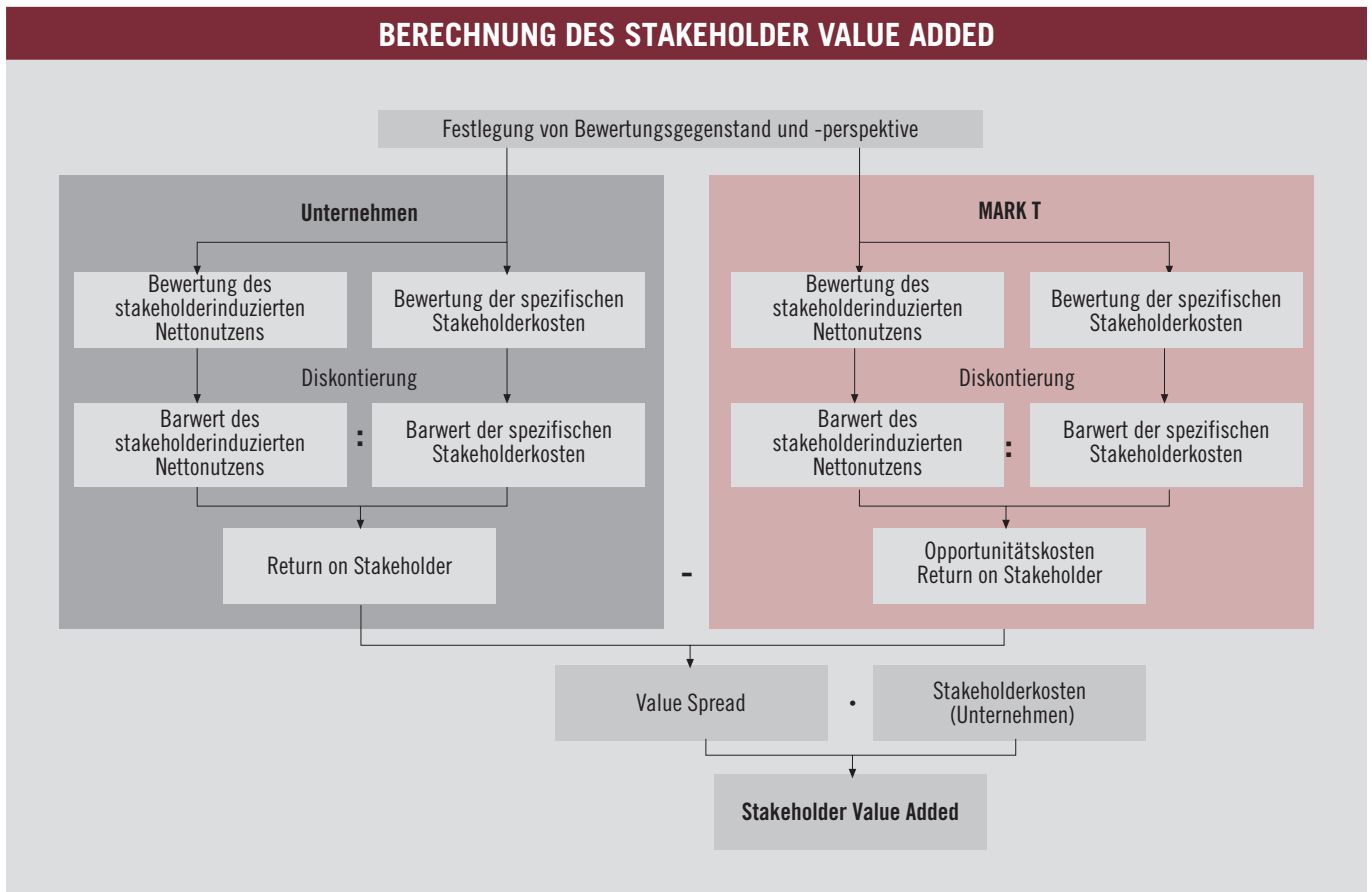 BERECHNUNG DES STAKEHOLDER VALUE ADDED
Festlegung von Bewertungsgegenstand und -perspektive
Unternehmen
Bewertung des
stakeholderinduzierten
Nettonutzens
Bewertung der spezifischen
Stakeholderkosten
Diskontierung
Barwert des
stakeholderinduzierten
Nettonutzens
:
Barwert der spezifischen
Stakeholderkosten
Return on Stakeholder
-
MARK T
Bewertung des
stakeholderinduzierten
Nettonutzens
Bewertung der spezifischen
Stakeholderkosten
Diskontierung
Barwert des
stakeholderinduzierten
Nettonutzens
:
Barwert der spezifischen
Stakeholderkosten
Opportunitätskosten
Return on Stakeholder
Value Spread
·
Stakeholderkosten
(Unternehmen)
Stakeholder Value Added